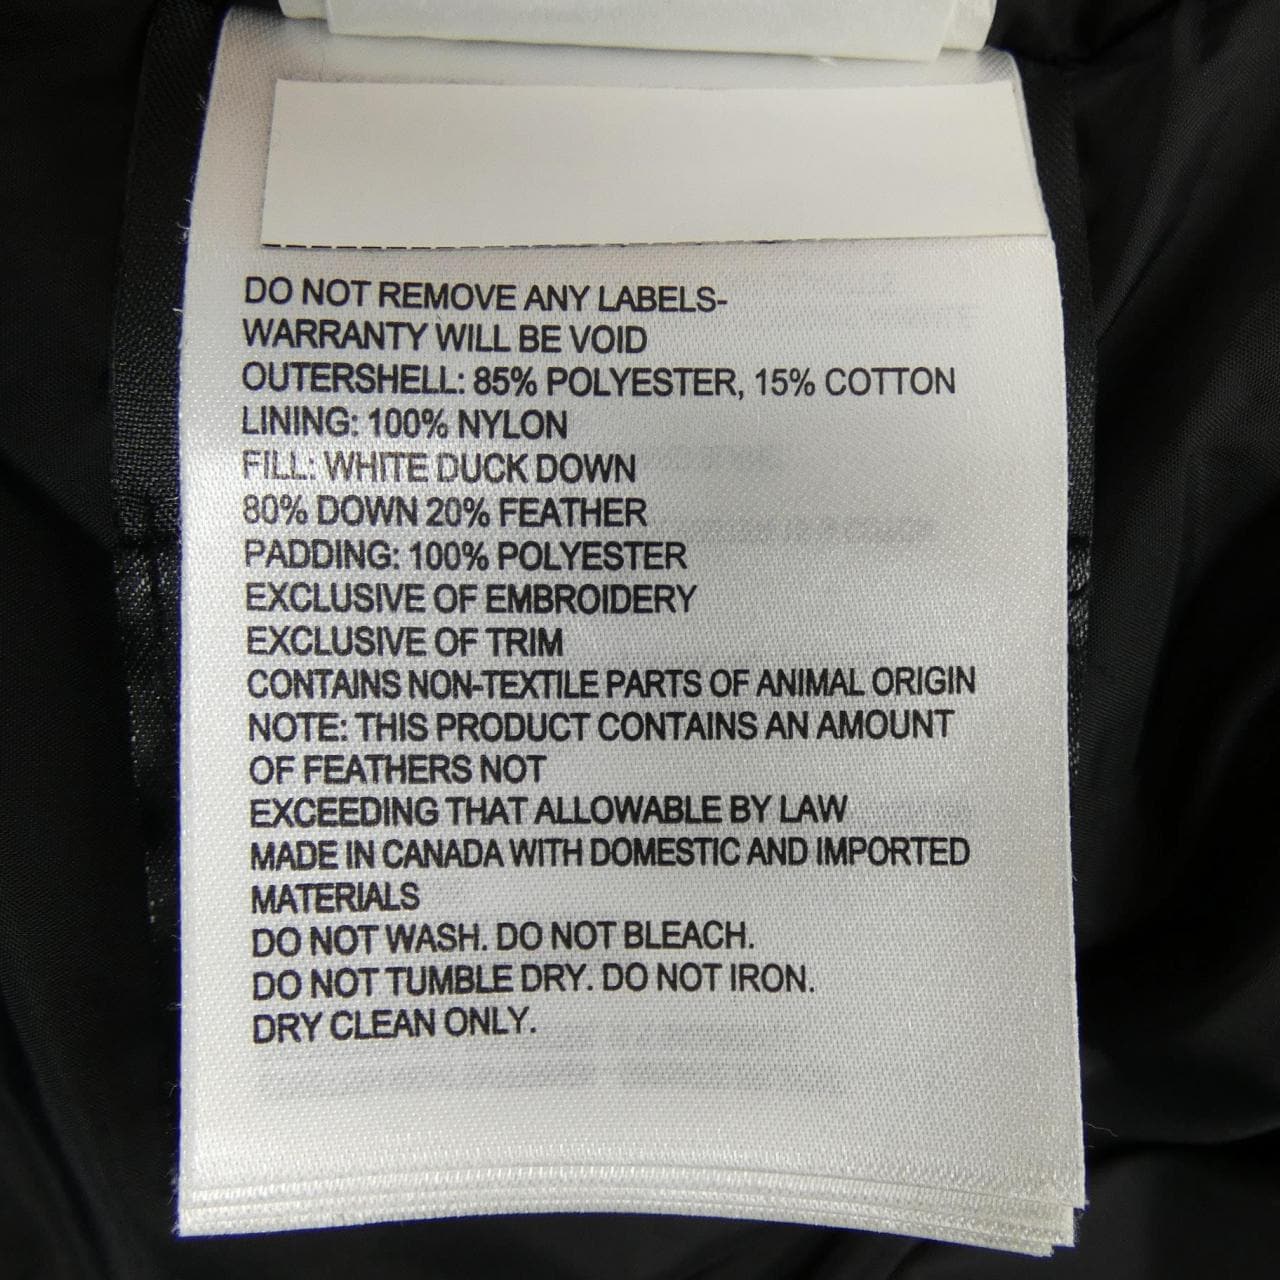 DO NOT REMOVE ANY LABELS-
WARRANTY WILL BE VOID
OUTERSHELL: 85% POLYESTER, 15% COTTON
LINING: 100% NYLON
FILL: WHITE DUCK DOWN
80% DOWN 20% FEATHER
PADDING: 100% POLYESTER
EXCLUSIVE OF EMBROIDERY
EXCLUSIVE OF TRIM
CONTAINS NON-TEXTILE PARTS OF ANIMAL ORIGIN
NOTE: THIS PRODUCT CONTAINS AN AMOUNT
OF FEATHERS NOT
EXCEEDING THAT ALLOWABLE BY LAW
MADE IN CANADA WITH DOMESTIC AND IMPORTED
MATERIALS
DO NOT WASH. DO NOT BLEACH.
DO NOT TUMBLE DRY. DO NOT IRON.
DRY CLEAN ONLY.